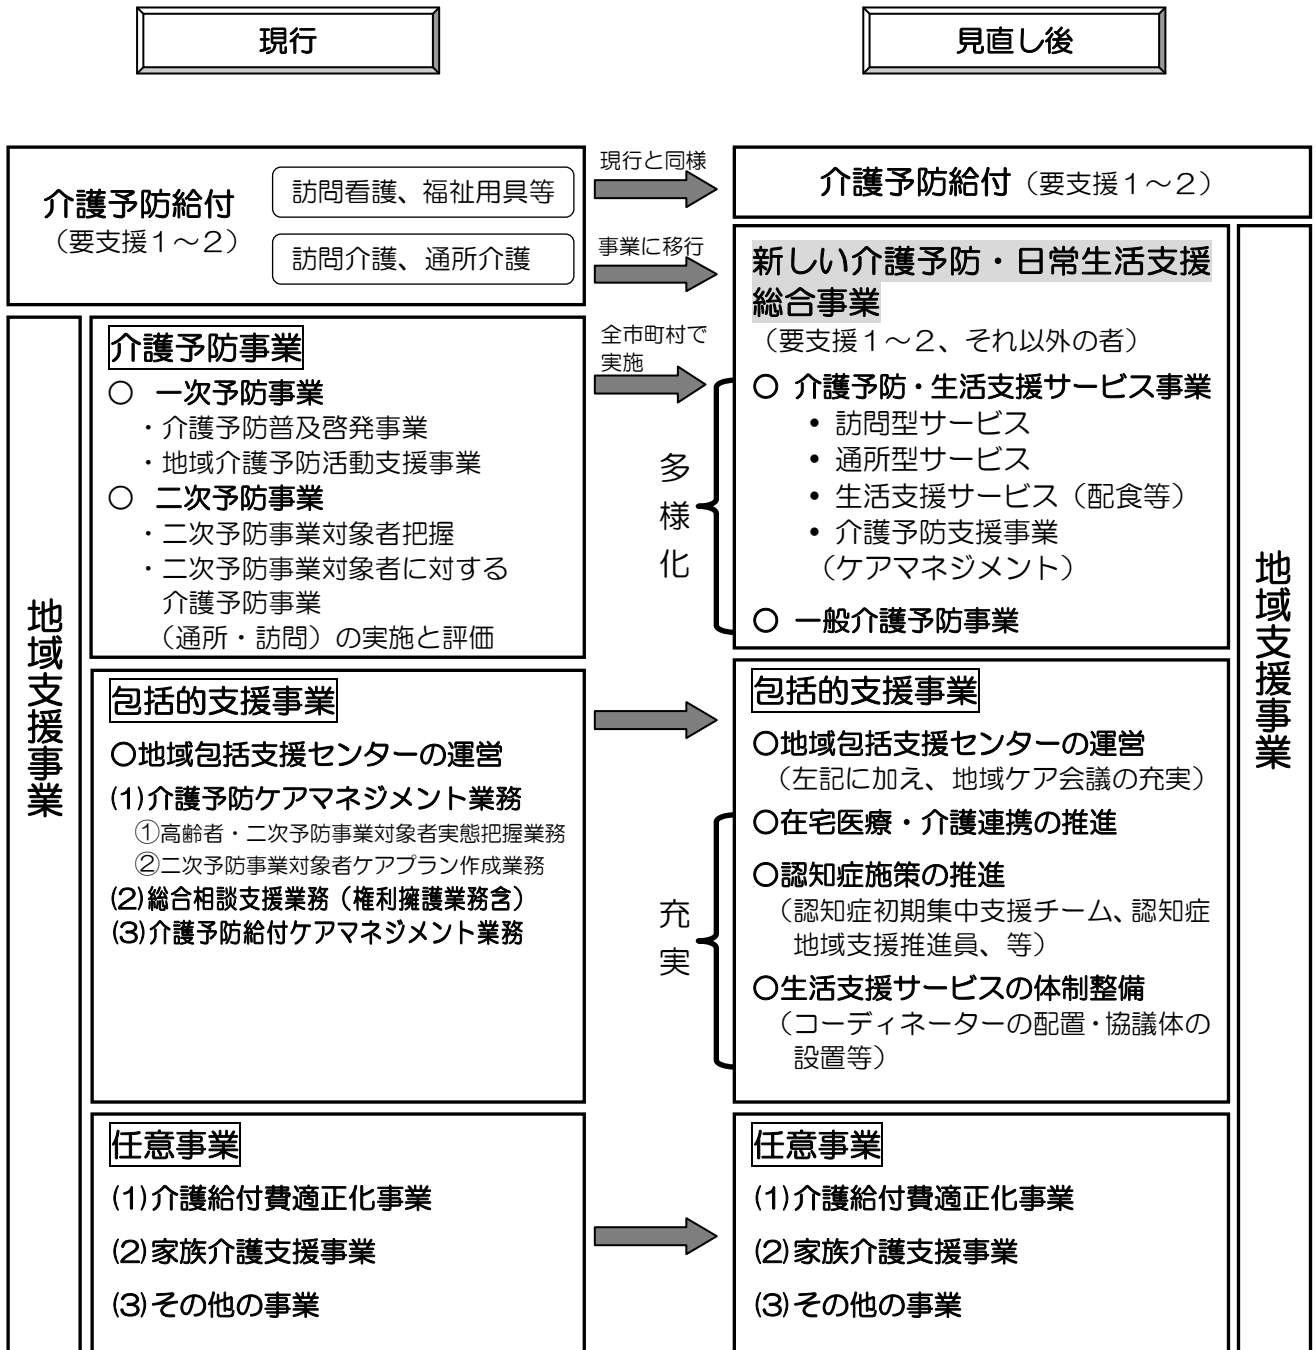 現行
見直し後
介護予防給付
（要支援１～２）
訪問看護、福祉用具等
訪問介護、通所介護
現行と同様
事業に移行
全市町村で
実施
介護予防給付（要支援１～２）
新しい介護予防・日常生活支援
総合事業
（要支援１～２、それ以外の者）
○ 介護予防・生活支援サービス事業
• 訪問型サービス
• 通所型サービス
• 生活支援サービス（配食等）
• 介護予防支援事業
（ケアマネジメント）
○ 一般介護予防事業
多様化
地域支援事業
介護予防事業
○ 一次予防事業
・介護予防普及啓発事業
・地域介護予防活動支援事業
○ 二次予防事業
・二次予防事業対象者把握
・二次予防事業対象者に対する
介護予防事業
（通所・訪問）の実施と評価
包括的支援事業
○地域包括支援センターの運営
(1)介護予防ケアマネジメント業務
①高齢者・二次予防事業対象者実態把握業務
②二次予防事業対象者ケアプラン作成業務
(2)総合相談支援業務（権利擁護業務含）
(3)介護予防給付ケアマネジメント業務
充実
包括的支援事業
○地域包括支援センターの運営
（左記に加え、地域ケア会議の充実）
○在宅医療・介護連携の推進
○認知症施策の推進
（認知症初期集中支援チーム、認知症
地域支援推進員、等）
○生活支援サービスの体制整備
（コーディネーターの配置・協議体の
設置等）
地域支援事業
任意事業
(1)介護給付費適正化事業
(2)家族介護支援事業
(3)その他の事業
任意事業
(1)介護給付費適正化事業
(2)家族介護支援事業
(3)その他の事業